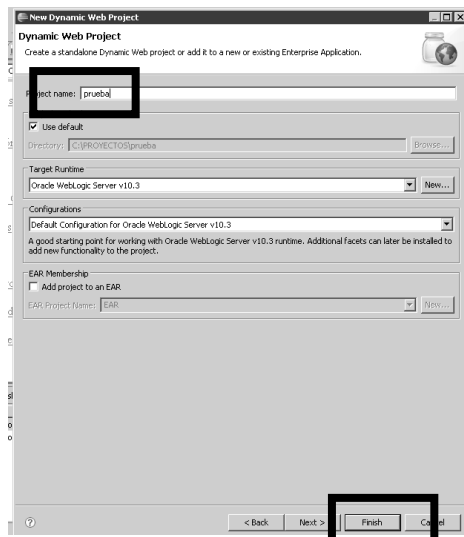 New Dynamic Web Project
Dynamic Web Project
Create a standalone Dynamic Web project or add it to a new or existing Enterprise Application.
Project name: prueba
Use default
Directory: C:\PROYECTOS\prueba Browse...
Target Runtime
Oracle WebLogic Server v10.3 New...
Configurations
Default Configuration for Oracle WebLogic Server v10.3
A good starting point for working with Oracle WebLogic Server v10.3 runtime. Additional facets can later be installed to
add new functionality to the project.
EAR Membership
Add project to an EAR
EAR Project Name: EAR New...
< Back Next > Finish Cancel